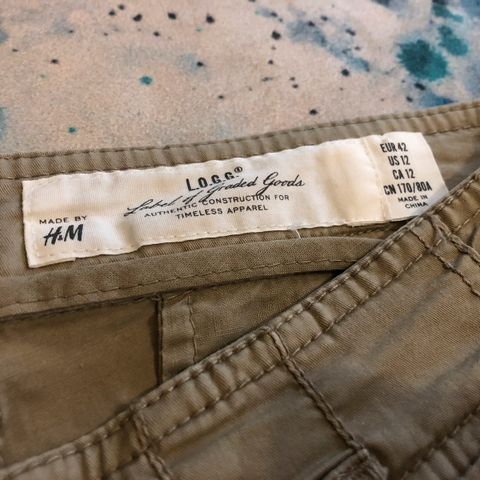 L.O.G.G®
Label of Graded Goods
AUTHENTIC CONSTRUCTION FOR
TIMELESS APPAREL
MADE BY
H&M
EUR 42
US 12
CA 12
CN 170/80A
MADE IN
CHINA